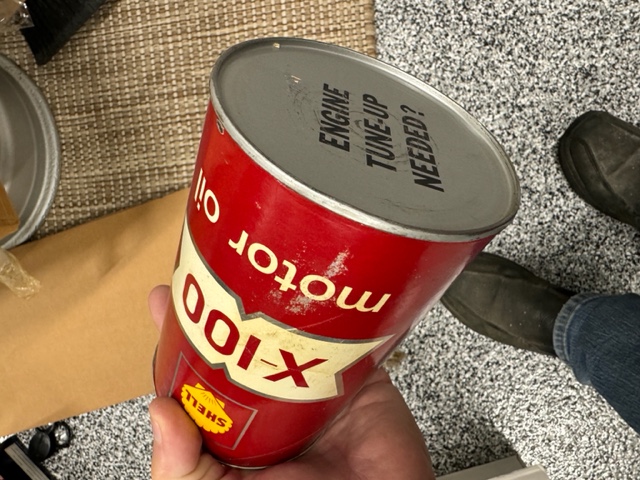 ENGINE
TUNE-UP
NEEDED?
SHELL
X-100
motor oil